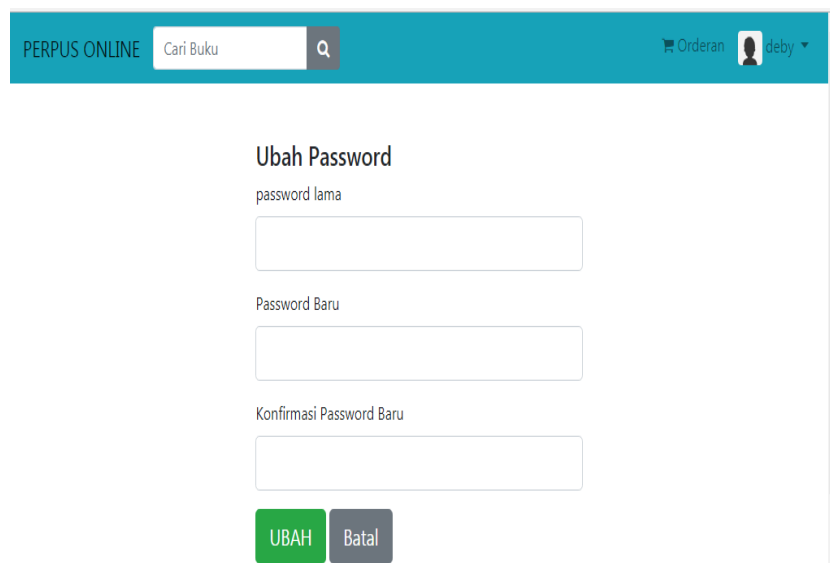 PERPUS ONLINE Cari Buku Orderan deby
Ubah Password
password lama
Password Baru
Konfirmasi Password Baru
UBAH Batal